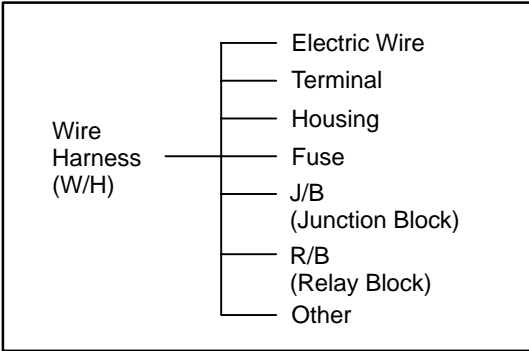 Wire
Harness
(W/H)
Electric Wire
Terminal
Housing
Fuse
J/B
(Junction Block)
R/B
(Relay Block)
Other